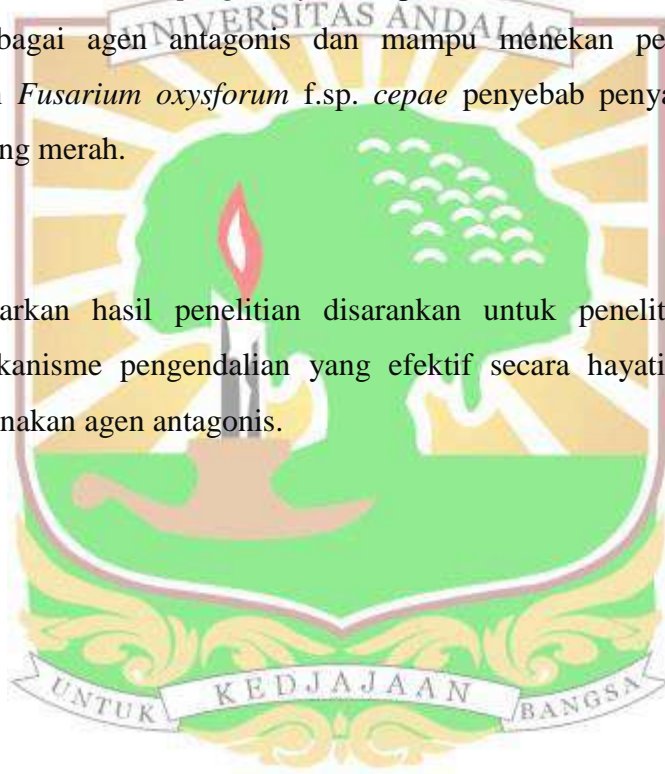 UNIVERSITAS ANDALAS
bagai agen antagonis dan mampu menekan pe
Fusarium oxysforum f.sp. cepae penyebab penya
ng merah.
arkan hasil penelitian disarankan untuk penelit
kanisme pengendalian yang efektif secara hayati
nakan agen antagonis.
UNTUK KEDJAJAAN BANGSA